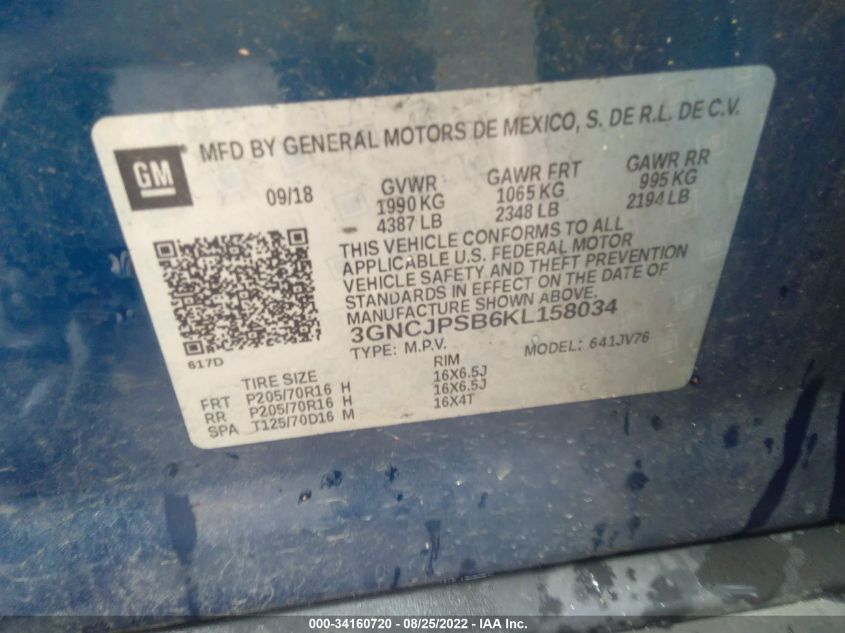 MFD BY GENERAL MOTORS DE MEXICO, S. DE R.L. DE C.V.
GM
09/18
GVWR
1990 KG
4387 LB
GAWR FRT
1065 KG
2348 LB
GAWR RR
995 KG
2194 LB
THIS VEHICLE CONFORMS TO ALL
APPLICABLE U.S. FEDERAL MOTOR
VEHICLE SAFETY AND THEFT PREVENTION
STANDARDS IN EFFECT ON THE DATE OF
MANUFACTURE SHOWN ABOVE.
3GNCJPSB6KL158034
617D
TYPE: M.P.V.
MODEL: 641JV76
TIRE SIZE RIM
FRT P205/70R16 H 16X6.5J
RR P205/70R16 H 16X6.5J
SPA T125/70D16 M 16X4T
000-34160720 - 08/25/2022 - IAA Inc.